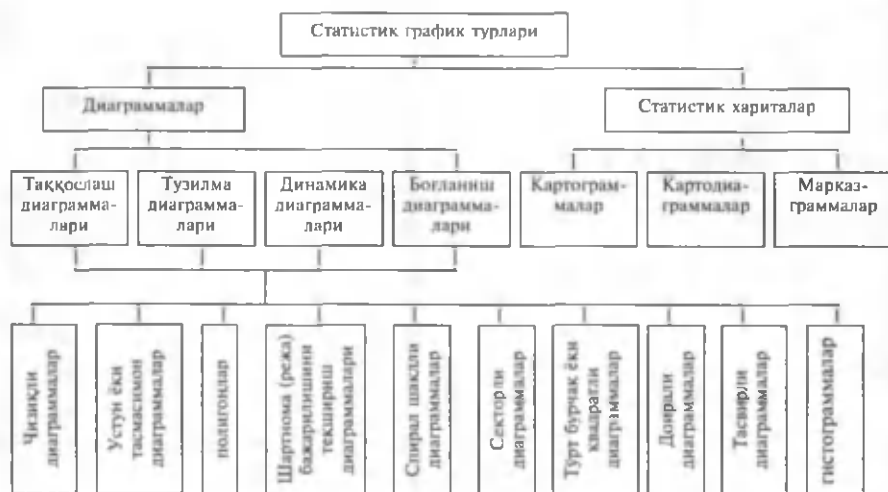 Статистик график турлари
Диаграммалар
Статистик хариталар
Таққослаш
диаграмма-
лари
Тузилма
диаграмма-
лари
Динамика
диаграмма-
лари
Боғланиш
диаграмма-
лари
Картограм-
малар
Картодиа-
граммалар
Марказ-
граммалар
Чизиқли
диаграммалар
Устун ёки
тасмасимон
диаграммалар
полигонлар
Шартнома (режа)
бажарилишини
текшириш
диаграммалари
Спирал шаклли
диаграммалар
Секторли
диаграммалар
Турт бурчак ёки
квадратли
диаграммалар
Доирали
диаграммалар
Тасвирли
диаграммалар
гистограммалар